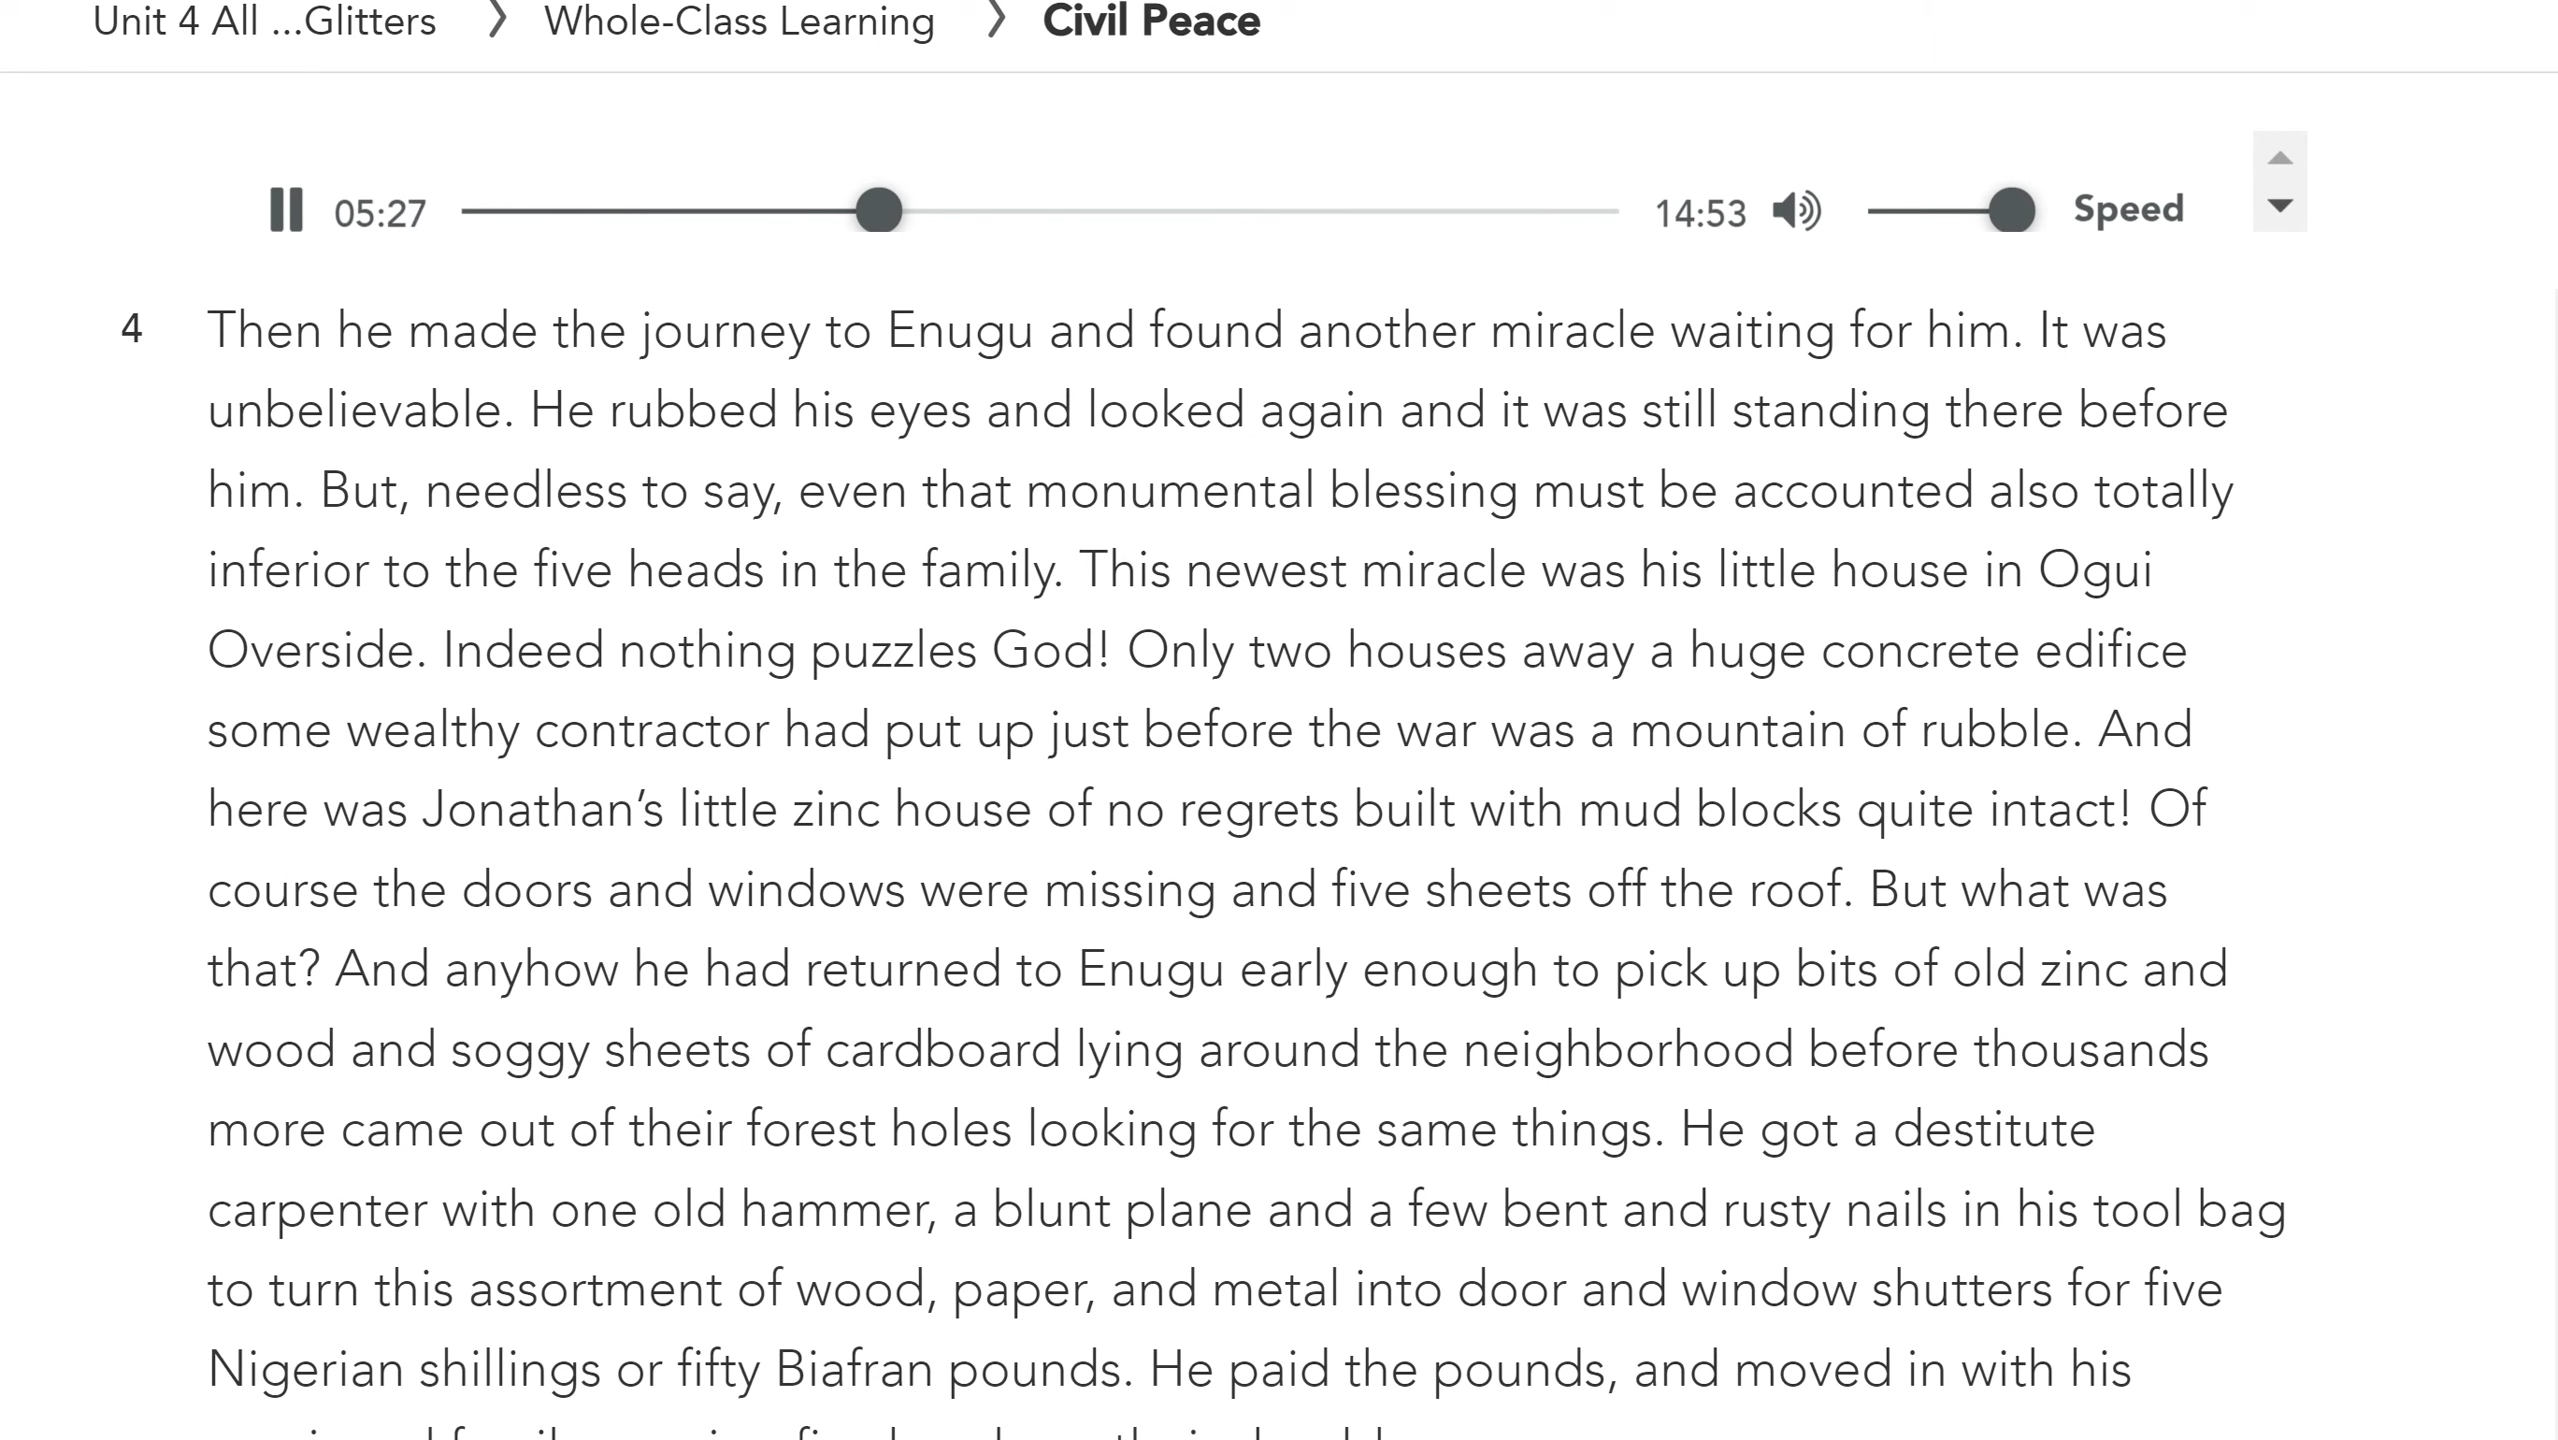 Unit 4 All ...Glitters > Whole-Class Learning > Civil Peace
05:27 14:53 Speed
4 Then he made the journey to Enugu and found another miracle waiting for him. It was
unbelievable. He rubbed his eyes and looked again and it was still standing there before
him. But, needless to say, even that monumental blessing must be accounted also totally
inferior to the five heads in the family. This newest miracle was his little house in Ogui
Overside. Indeed nothing puzzles God! Only two houses away a huge concrete edifice
some wealthy contractor had put up just before the war was a mountain of rubble. And
here was Jonathan’s little zinc house of no regrets built with mud blocks quite intact! Of
course the doors and windows were missing and five sheets off the roof. But what was
that? And anyhow he had returned to Enugu early enough to pick up bits of old zinc and
wood and soggy sheets of cardboard lying around the neighborhood before thousands
more came out of their forest holes looking for the same things. He got a destitute
carpenter with one old hammer, a blunt plane and a few bent and rusty nails in his tool bag
to turn this assortment of wood, paper, and metal into door and window shutters for five
Nigerian shillings or fifty Biafran pounds. He paid the pounds, and moved in with his